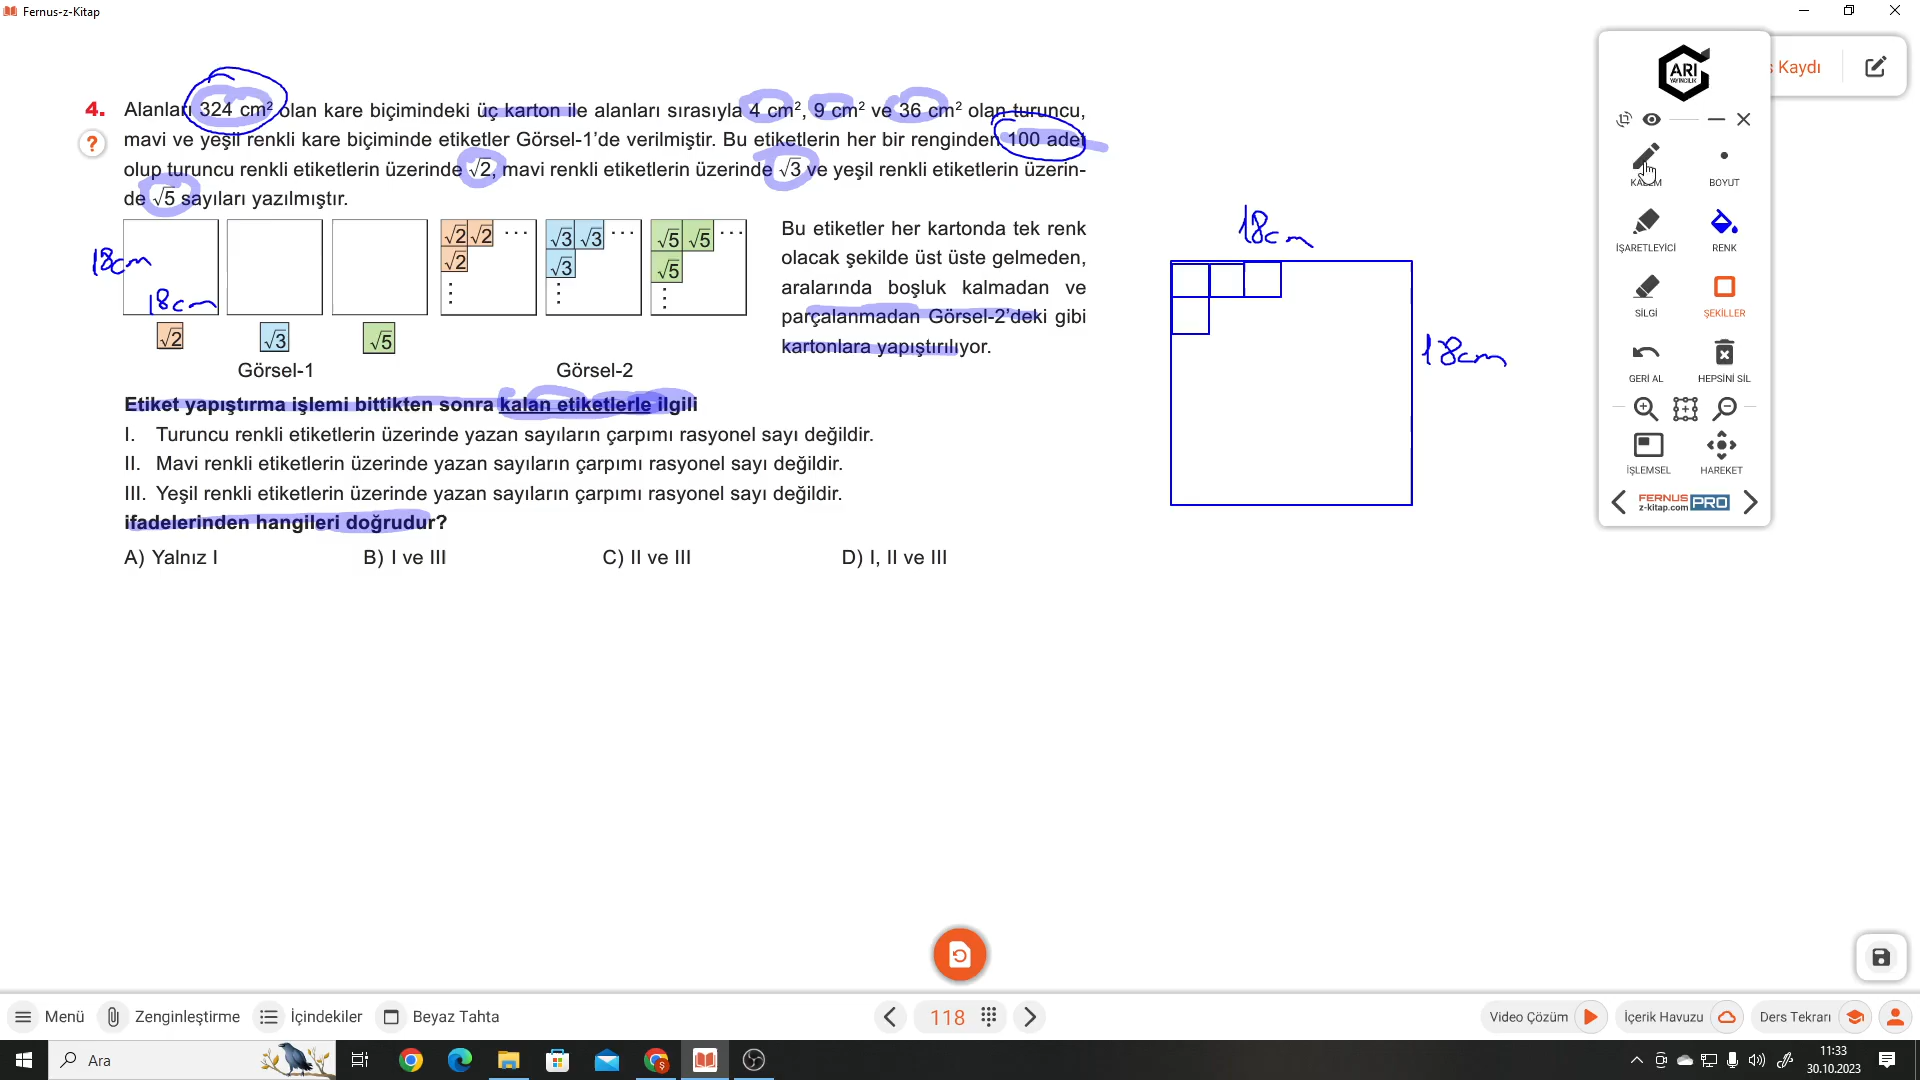 Fernus-z-Kitap
4. Alanları 324 cm² olan kare biçimindeki üç karton ile alanları sırasıyla 4 cm², 9 cm² ve 36 cm² olan turuncu,
mavi ve yeşil renkli kare biçiminde etiketler Görsel-1’de verilmiştir. Bu etiketlerin her bir renginden 100 adet
olup turuncu renkli etiketlerin üzerinde √2, mavi renkli etiketlerin üzerinde √3 ve yeşil renkli etiketlerin üzerin-
de √5 sayıları yazılmıştır.
?
18cm
18cm
√2
√3
√5
Görsel-1
√2 √2 ...
√2
√3 √3 ...
√3
√5 √5 ...
√5
Görsel-2
Bu etiketler her kartonda tek renk
olacak şekilde üst üste gelmeden,
aralarında boşluk kalmadan ve
parçalanmadan Görsel-2’deki gibi
kartonlara yapıştırılıyor.
Etiket yapıştırma işlemi bittikten sonra kalan etiketlerle ilgili
I. Turuncu renkli etiketlerin üzerinde yazan sayıların çarpımı rasyonel sayı değildir.
II. Mavi renkli etiketlerin üzerinde yazan sayıların çarpımı rasyonel sayı değildir.
III. Yeşil renkli etiketlerin üzerinde yazan sayıların çarpımı rasyonel sayı değildir.
ifadelerinden hangileri doğrudur?
A) Yalnız I B) I ve III C) II ve III D) I, II ve III
18cm
18cm
ARI
YAYINCILIK
s Kaydı
KALEM BOYUT
İŞARETLEYİCİ RENK
SİLGİ ŞEKİLLER
GERİ AL HEPSİNİ SİL
İŞLEMSEL HAREKET
FERNUS
z-kitap.com PRO
Menü Zenginleştirme İçindekiler Beyaz Tahta 118 Video Çözüm İçerik Havuzu Ders Tekrarı
Ara
11:33
30.10.2023